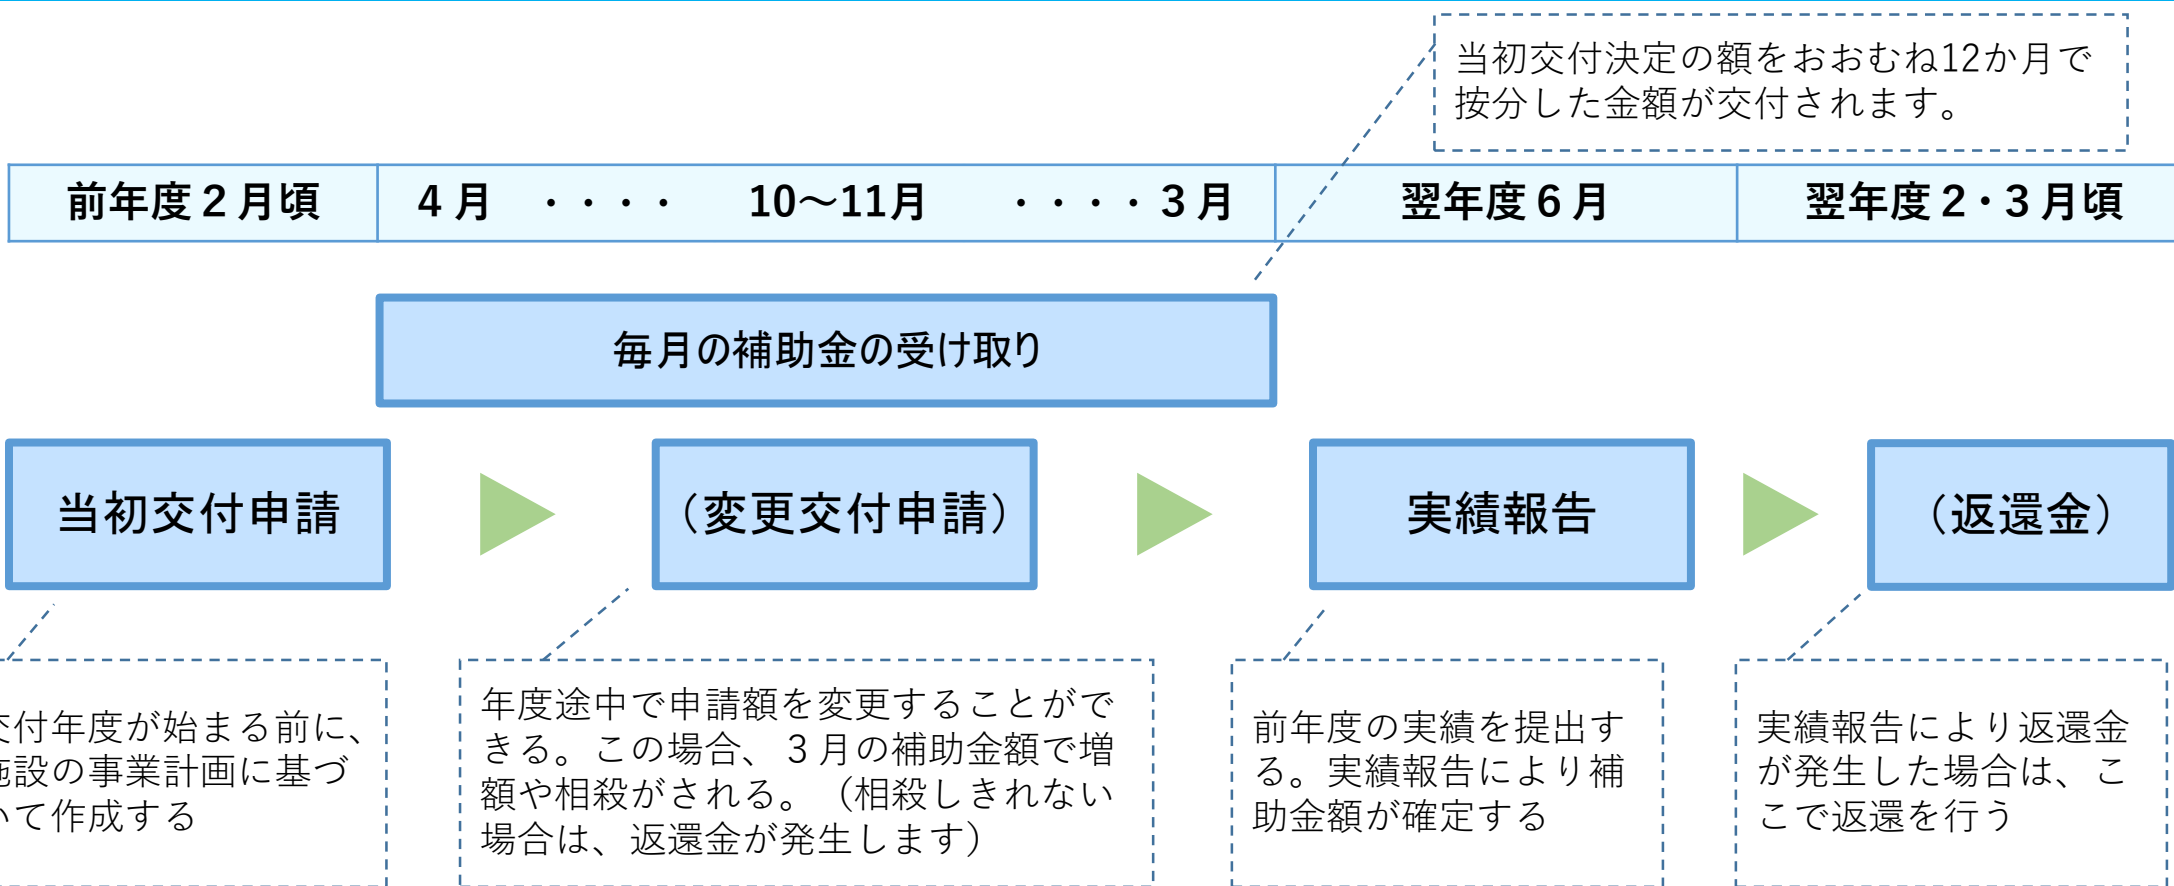 当初交付決定の額をおおむね12か月で
按分した金額が交付されます。
前年度２月頃
４月　・・・・　10～11月　・・・・３月
翌年度６月
翌年度２・３月頃
毎月の補助金の受け取り
当初交付申請
（変更交付申請）
実績報告
（返還金）
交付年度が始まる前に、
施設の事業計画に基づ
いて作成する
年度途中で申請額を変更することがで
きる。この場合、３月の補助金額で増
額や相殺がされる。（相殺しきれない
場合は、返還金が発生します）
前年度の実績を提出す
る。実績報告により補
助金額が確定する
実績報告により返還金
が発生した場合は、こ
こで返還を行う